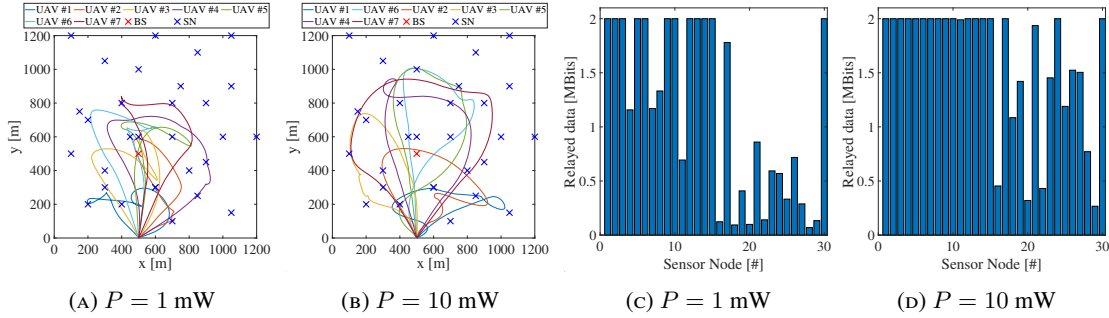 UAV #1 UAV #2 UAV #3 UAV #4 UAV #5
UAV #6 UAV #7 BS SN
1200
1000
800
600
400
200
0
y [m]
0 200 400 600 800 1000 1200
x [m]
(A) P = 1 mW
UAV #1 UAV #6 UAV #2 UAV #3 UAV #5
UAV #4 UAV #7 BS SN
1200
1000
800
600
400
200
0
y [m]
0 200 400 600 800 1000 1200
x [m]
(B) P = 10 mW
2
1.5
1
0.5
0
Relayed data [MBits]
0 10 20 30
Sensor Node [#]
(C) P = 1 mW
2
1.5
1
0.5
0
Relayed data [MBits]
0 10 20 30
Sensor Node [#]
(D) P = 10 mW